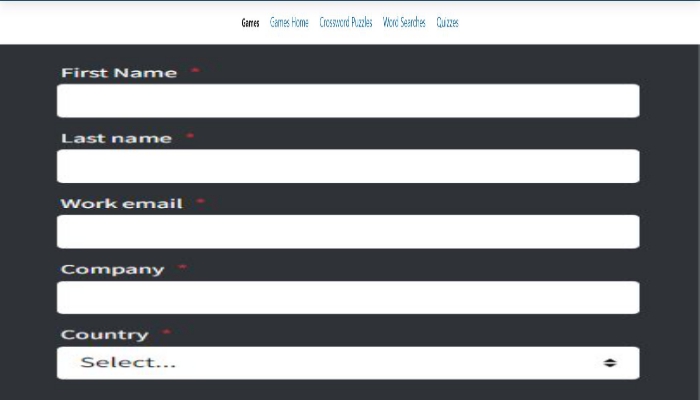 Games Games Home Crossword Puzzles Word Searches Quizzes
First Name *
Last name *
Work email *
Company *
Country *
Select...